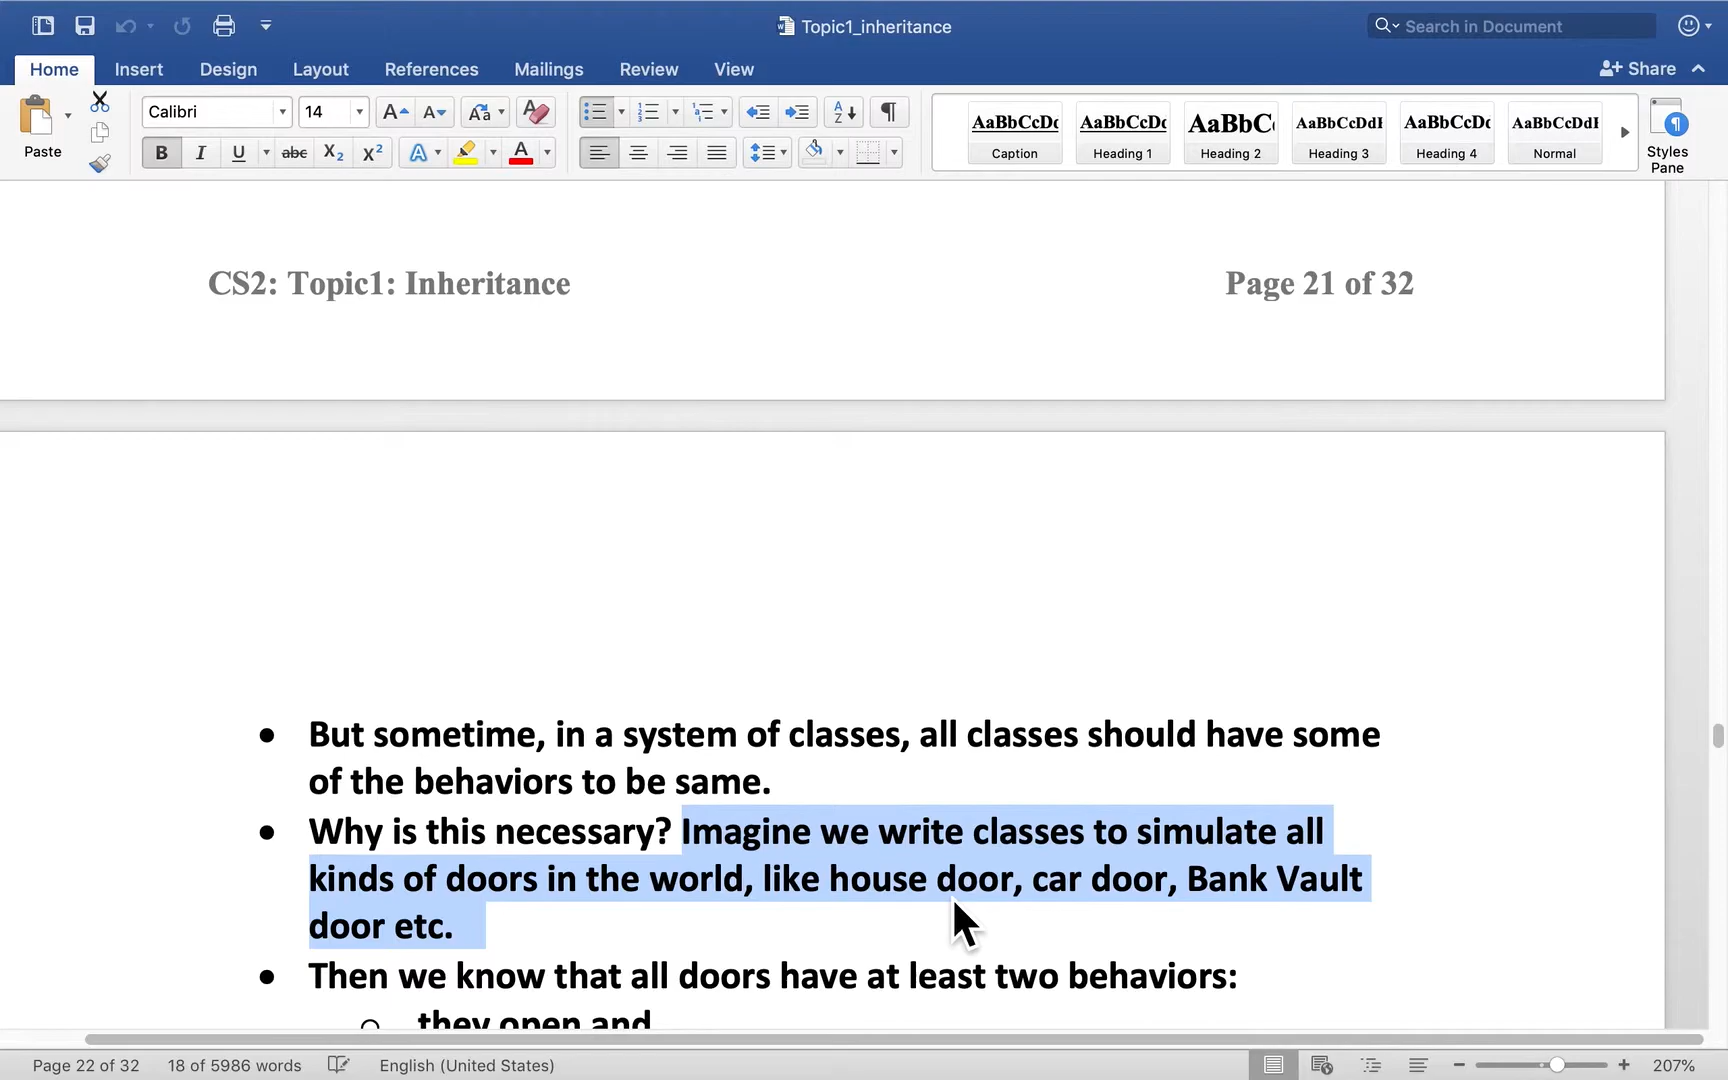 Topic1_inheritance
Search in Document
Home Insert Design Layout References Mailings Review View
Share
Paste
Calibri 14
AaBbCcDc AaBbCcDc AaBbC AaBbCcDdI AaBbCcDc AaBbCcDdI
Caption Heading 1 Heading 2 Heading 3 Heading 4 Normal
Styles
Pane
CS2: Topic1: Inheritance Page 21 of 32
• But sometime, in a system of classes, all classes should have some
of the behaviors to be same.
• Why is this necessary? Imagine we write classes to simulate all
kinds of doors in the world, like house door, car door, Bank Vault
door etc.
• Then we know that all doors have at least two behaviors:
o they open and
Page 22 of 32 18 of 5986 words English (United States) 207%